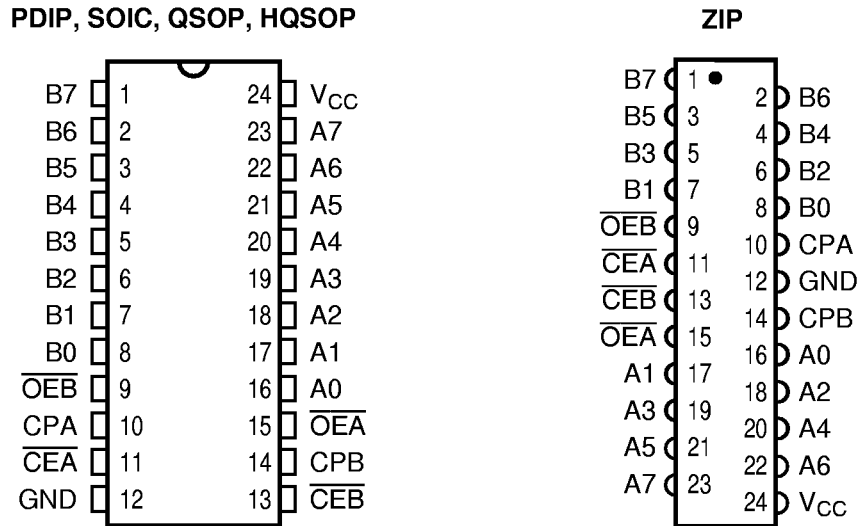 PDIP, SOIC, QSOP, HQSOP
B7 1 24 VCC
B6 2 23 A7
B5 3 22 A6
B4 4 21 A5
B3 5 20 A4
B2 6 19 A3
B1 7 18 A2
B0 8 17 A1
OEB 9 16 A0
CPA 10 15 OEA
CEA 11 14 CPB
GND 12 13 CEB
ZIP
B7 1
2 B6
B5 3
4 B4
B3 5
6 B2
B1 7
8 B0
OEB 9
10 CPA
CEA 11
12 GND
CEB 13
14 CPB
OEA 15
16 A0
A1 17
18 A2
A3 19
20 A4
A5 21
22 A6
A7 23
24 VCC